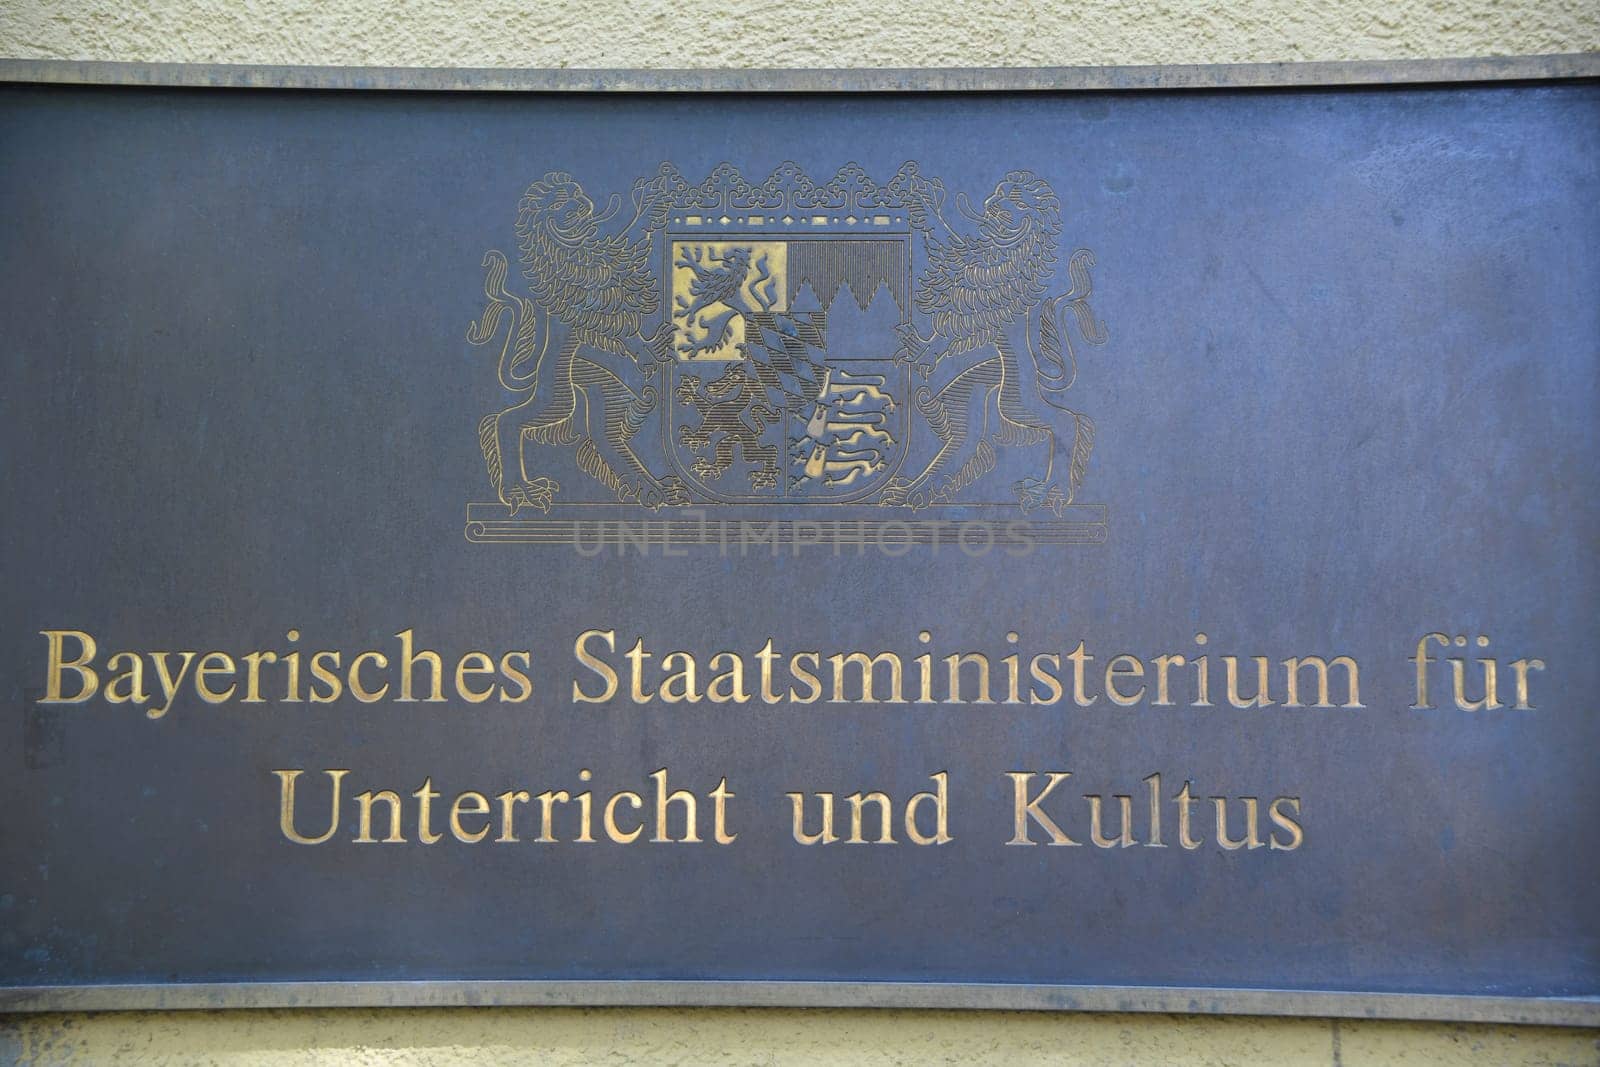 UNLIMPHOTOS
Bayerisches Staatsministerium für
Unterricht und Kultus